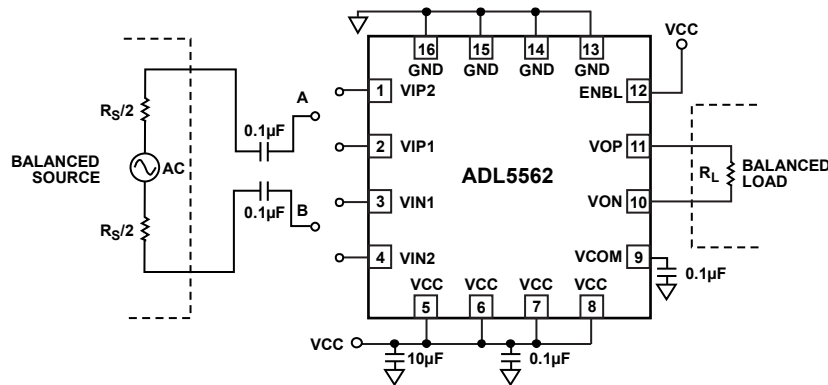 VCC
16 15 14 13
GND GND GND GND
A
1 VIP2
ENBL 12
RS/2
0.1µF
2 VIP1
VOP 11
BALANCED
SOURCE
AC
ADL5562
RL
BALANCED
LOAD
0.1µF
B
3 VIN1
VON 10
RS/2
4 VIN2
VCOM 9
0.1µF
VCC VCC VCC VCC
5 6 7 8
VCC
10µF
0.1µF